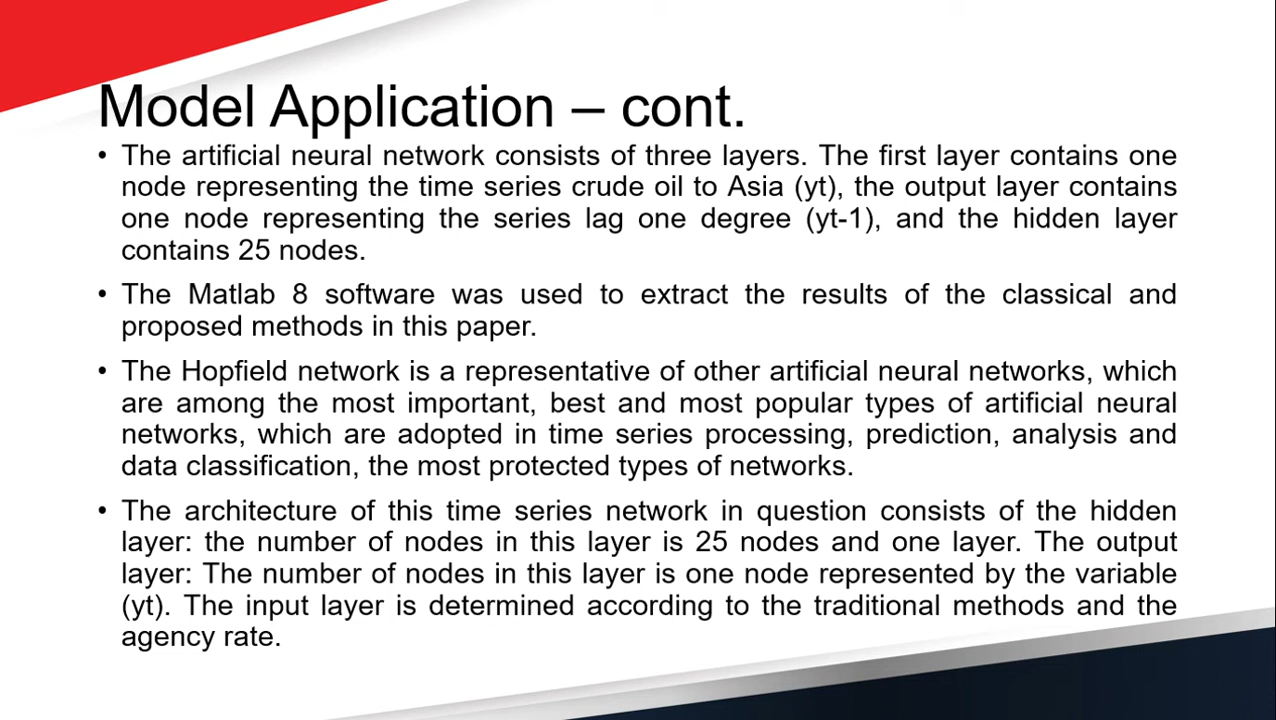 Model Application – cont.
• The artificial neural network consists of three layers. The first layer contains one
node representing the time series crude oil to Asia (yt), the output layer contains
one node representing the series lag one degree (yt-1), and the hidden layer
contains 25 nodes.
• The Matlab 8 software was used to extract the results of the classical and
proposed methods in this paper.
• The Hopfield network is a representative of other artificial neural networks, which
are among the most important, best and most popular types of artificial neural
networks, which are adopted in time series processing, prediction, analysis and
data classification, the most protected types of networks.
• The architecture of this time series network in question consists of the hidden
layer: the number of nodes in this layer is 25 nodes and one layer. The output
layer: The number of nodes in this layer is one node represented by the variable
(yt). The input layer is determined according to the traditional methods and the
agency rate.